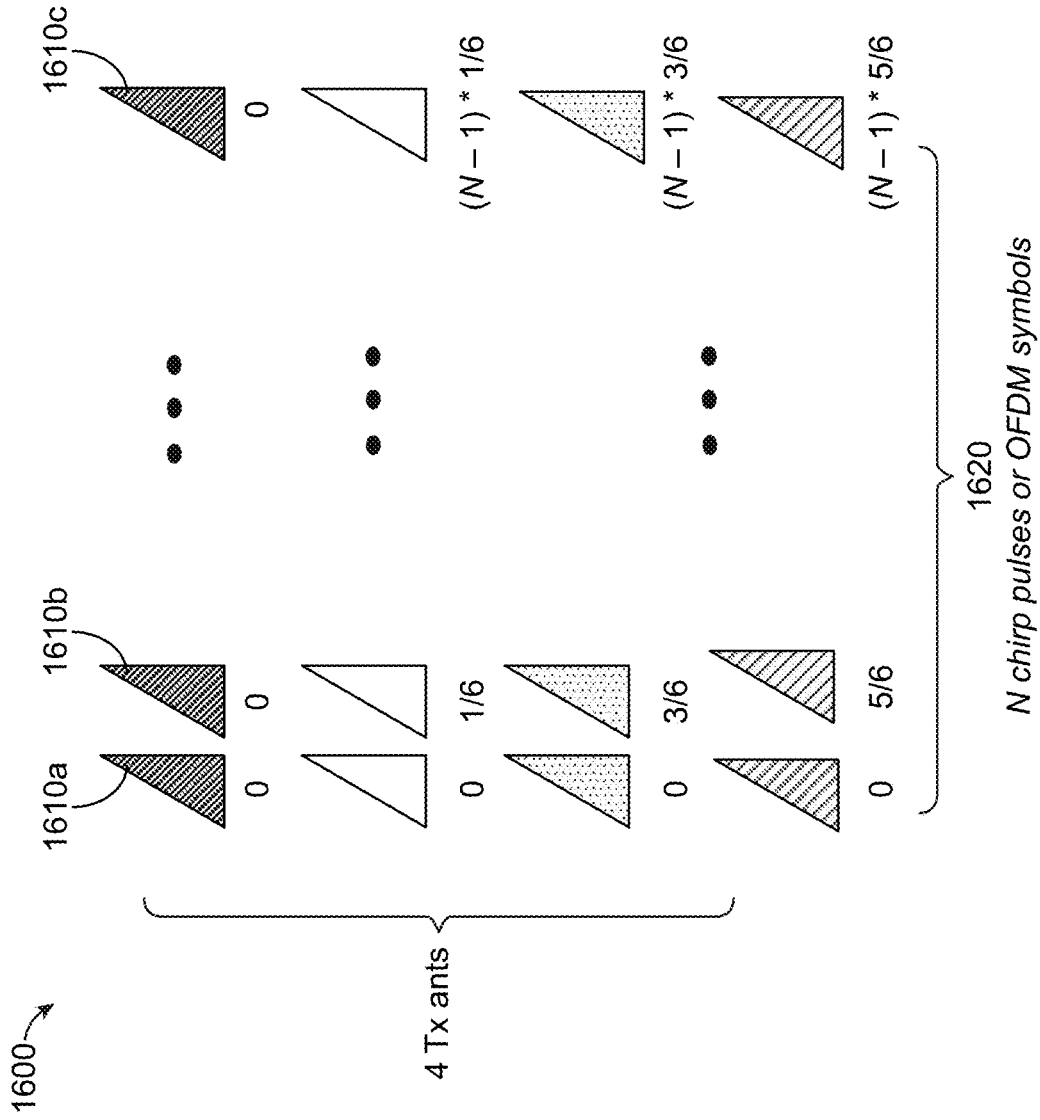 1600
1610a
1610b
1610c
4 Tx ants
0
0
0
0
1/6
(N – 1) * 1/6
0
3/6
(N – 1) * 3/6
0
5/6
(N – 1) * 5/6
1620
N chirp pulses or OFDM symbols